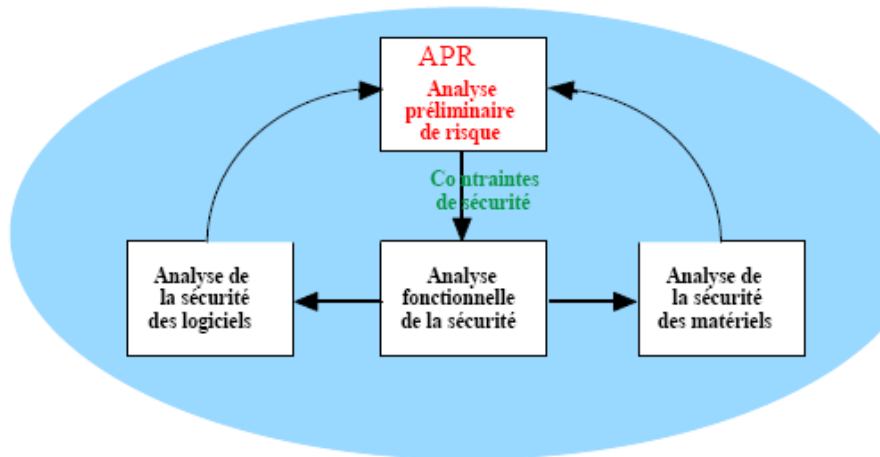 APR
Analyse
préliminaire
de risque
Contraintes
de sécurité
Analyse de
la sécurité
des logiciels
Analyse
fonctionnelle
de la sécurité
Analyse de
la sécurité
des matériels